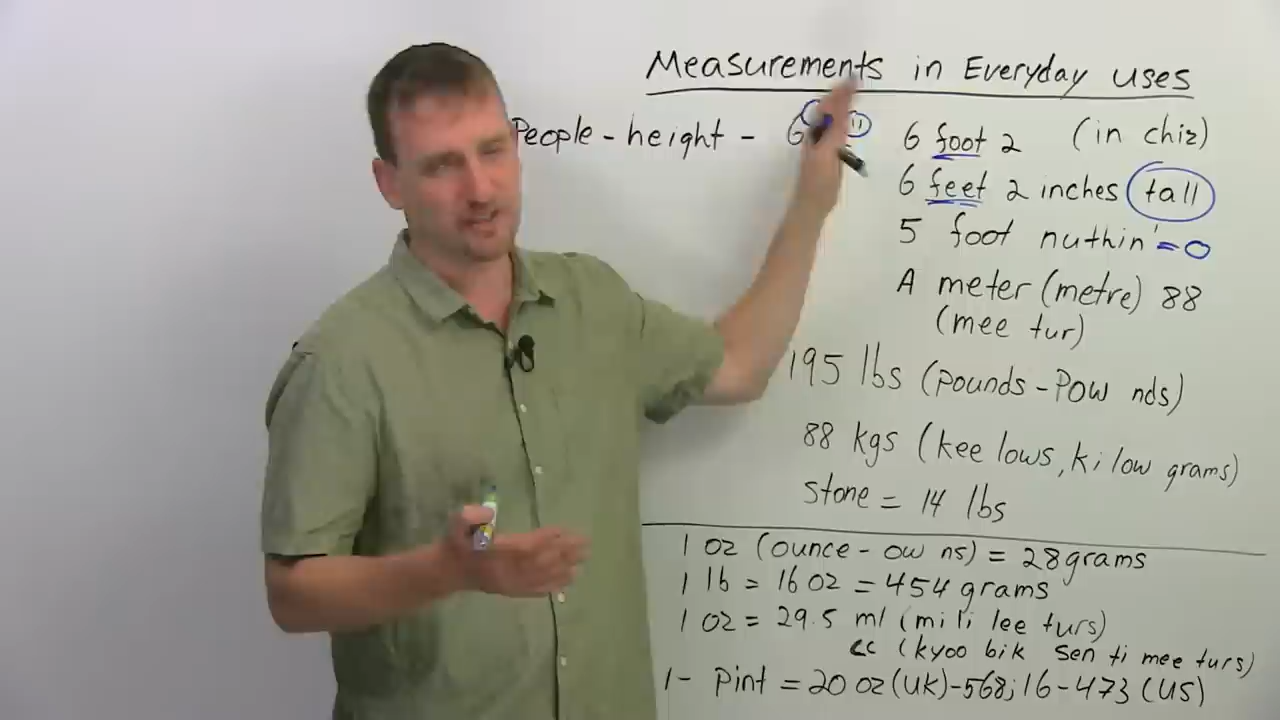 Measurements in Everyday uses
People - height - 6 " 6 foot 2 (in chiz)
6 feet 2 inches tall
5 foot nuthin' = 0
A meter (metre) 88
(mee tur)
195 lbs (pounds - Pow nds)
88 kgs (kee lows, ki low grams)
Stone = 14 lbs
1 oz (ounce - ow ns) = 28 grams
1 lb = 16 oz = 454 grams
1 oz = 29.5 ml (mi li lee turs)
cc (kyoo bik sen ti mee turs)
1 - Pint = 20 oz (UK) - 568; 16 - 473 (US)